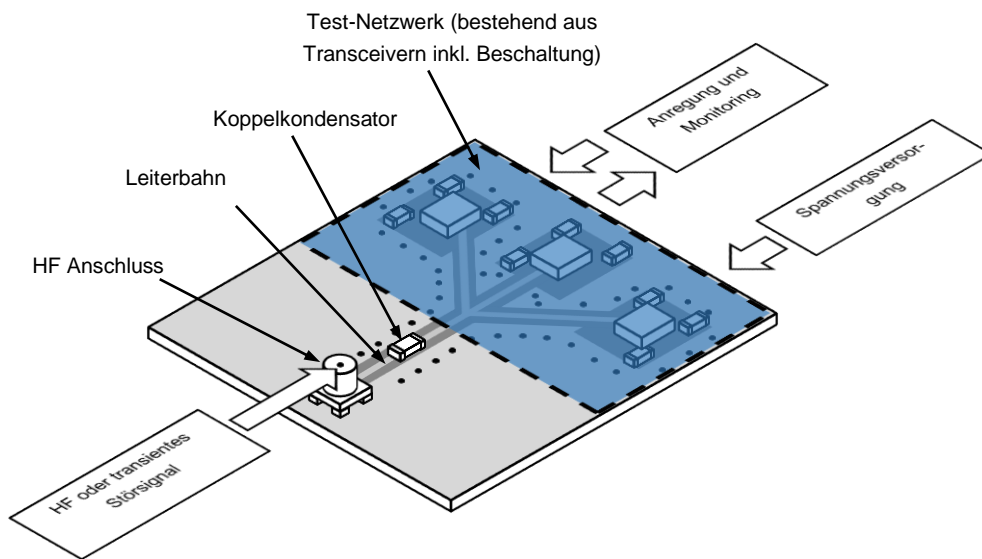 Test-Netzwerk (bestehend aus
Transceivern inkl. Beschaltung)
Anregung und
Monitoring
Koppelkondensator
Leiterbahn
Spannungsversor-
gung
HF Anschluss
HF oder transientes
Störsignal